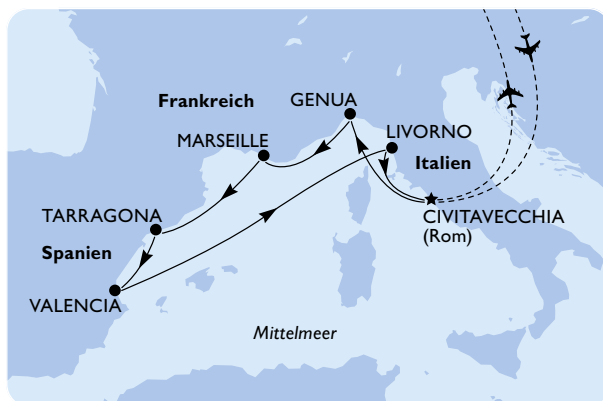 Frankreich
GENUA
MARSEILLE
LIVORNO
Italien
TARRAGONA
CIVITAVECCHIA
(Rom)
Spanien
VALENCIA
Mittelmeer